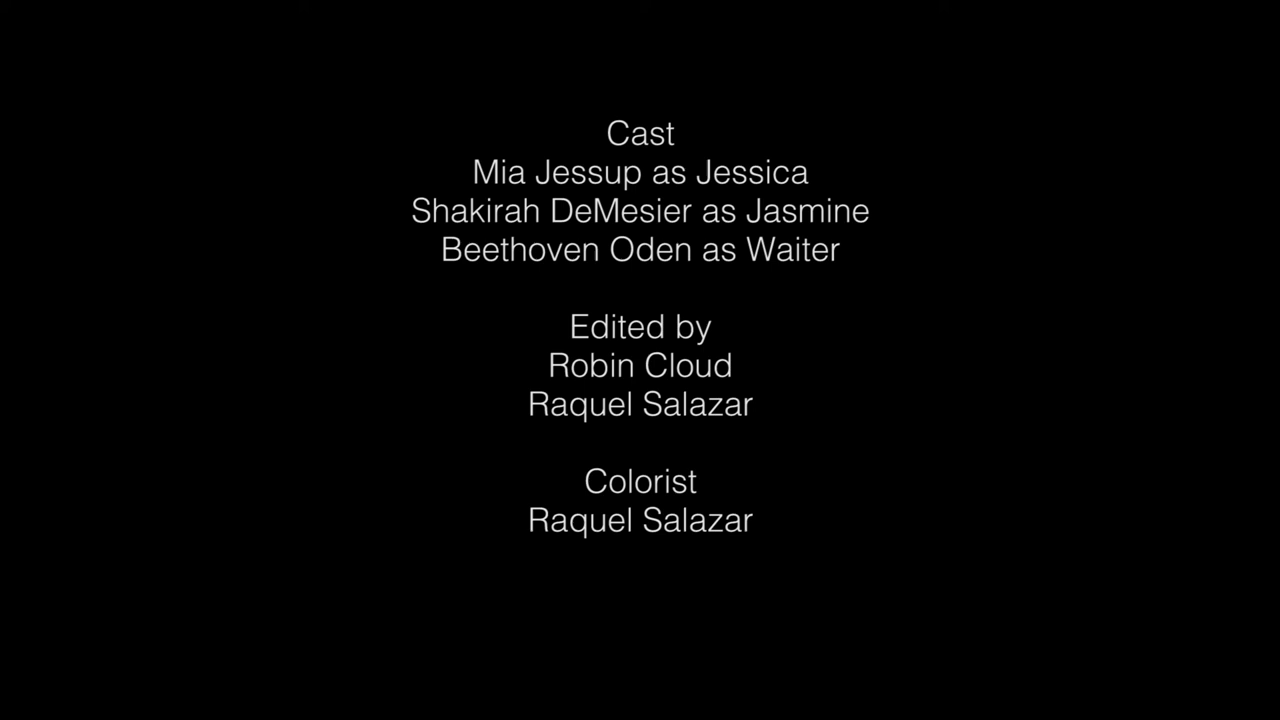 Cast
Mia Jessup as Jessica
Shakirah DeMesier as Jasmine
Beethoven Oden as Waiter
Edited by
Robin Cloud
Raquel Salazar
Colorist
Raquel Salazar